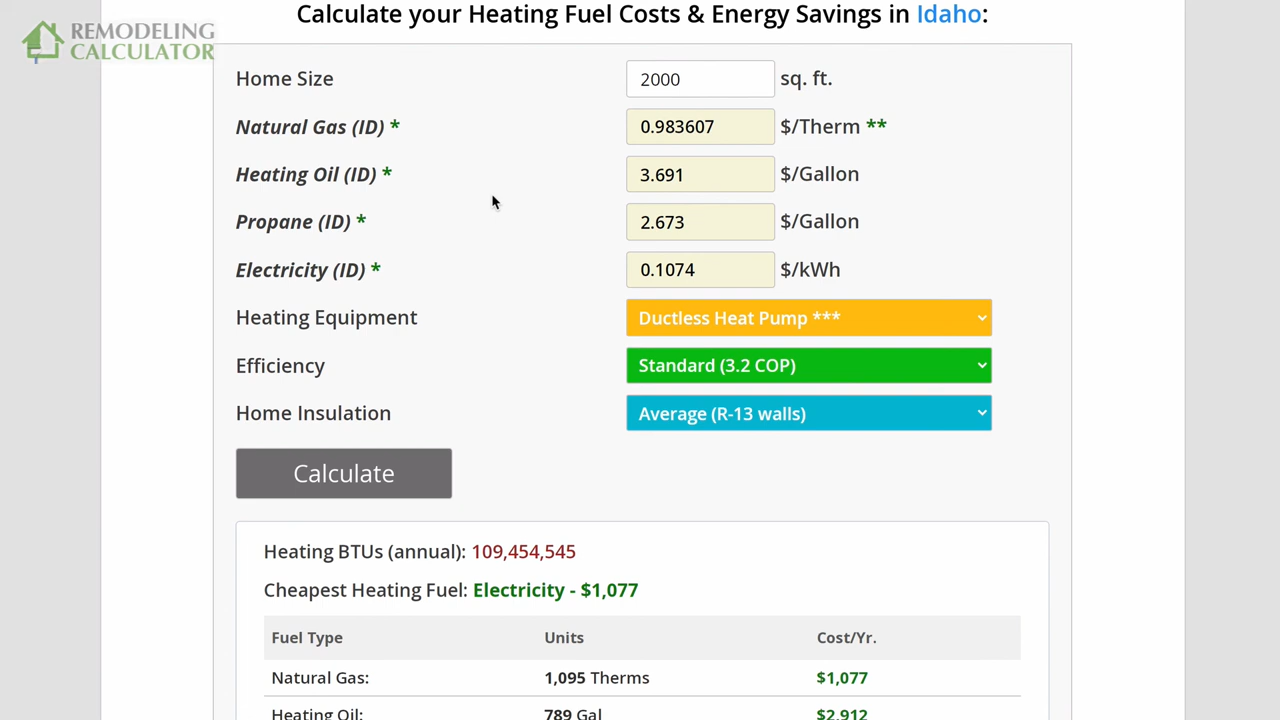 Calculate your Heating Fuel Costs & Energy Savings in Idaho:
REMODELING
CALCULATOR
Home Size 2000 sq. ft.
Natural Gas (ID) * 0.983607 $/Therm **
Heating Oil (ID) * 3.691 $/Gallon
Propane (ID) * 2.673 $/Gallon
Electricity (ID) * 0.1074 $/kWh
Heating Equipment Ductless Heat Pump ***
Efficiency Standard (3.2 COP)
Home Insulation Average (R-13 walls)
Calculate
Heating BTUs (annual): 109,454,545
Cheapest Heating Fuel: Electricity - $1,077
Fuel Type Units Cost/Yr.
Natural Gas: 1,095 Therms $1,077
Heating Oil: 789 Gal $2,912